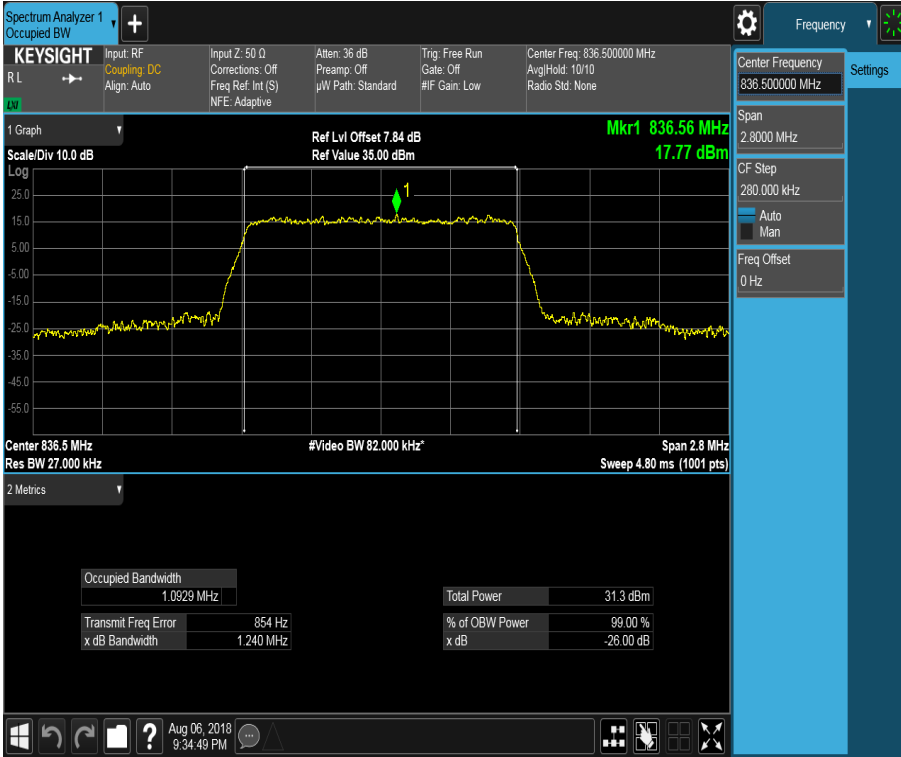 Spectrum Analyzer 1
Occupied BW
Frequency
KEYSIGHT
R L
LXI
Input: RF
Coupling: DC
Align: Auto
Input Z: 50 Ω
Corrections: Off
Freq Ref: Int (S)
NFE: Adaptive
Atten: 36 dB
Preamp: Off
µW Path: Standard
Trig: Free Run
Gate: Off
#IF Gain: Low
Center Freq: 836.500000 MHz
Avg|Hold: 10/10
Radio Std: None
Center Frequency
836.500000 MHz
Settings
Span
2.8000 MHz
CF Step
280.000 kHz
Auto
Man
Freq Offset
0 Hz
1 Graph
Scale/Div 10.0 dB
Ref Lvl Offset 7.84 dB
Ref Value 35.00 dBm
Mkr1 836.56 MHz
17.77 dBm
Log
1
25.0
15.0
5.00
-5.00
-15.0
-25.0
-35.0
-45.0
-55.0
Center 836.5 MHz
#Video BW 82.000 kHz*
Span 2.8 MHz
Res BW 27.000 kHz
Sweep 4.80 ms (1001 pts)
2 Metrics
Occupied Bandwidth
1.0929 MHz
Total Power 31.3 dBm
Transmit Freq Error 854 Hz
% of OBW Power 99.00 %
x dB Bandwidth 1.240 MHz
x dB -26.00 dB
?
Aug 06, 2018
9:34:49 PM